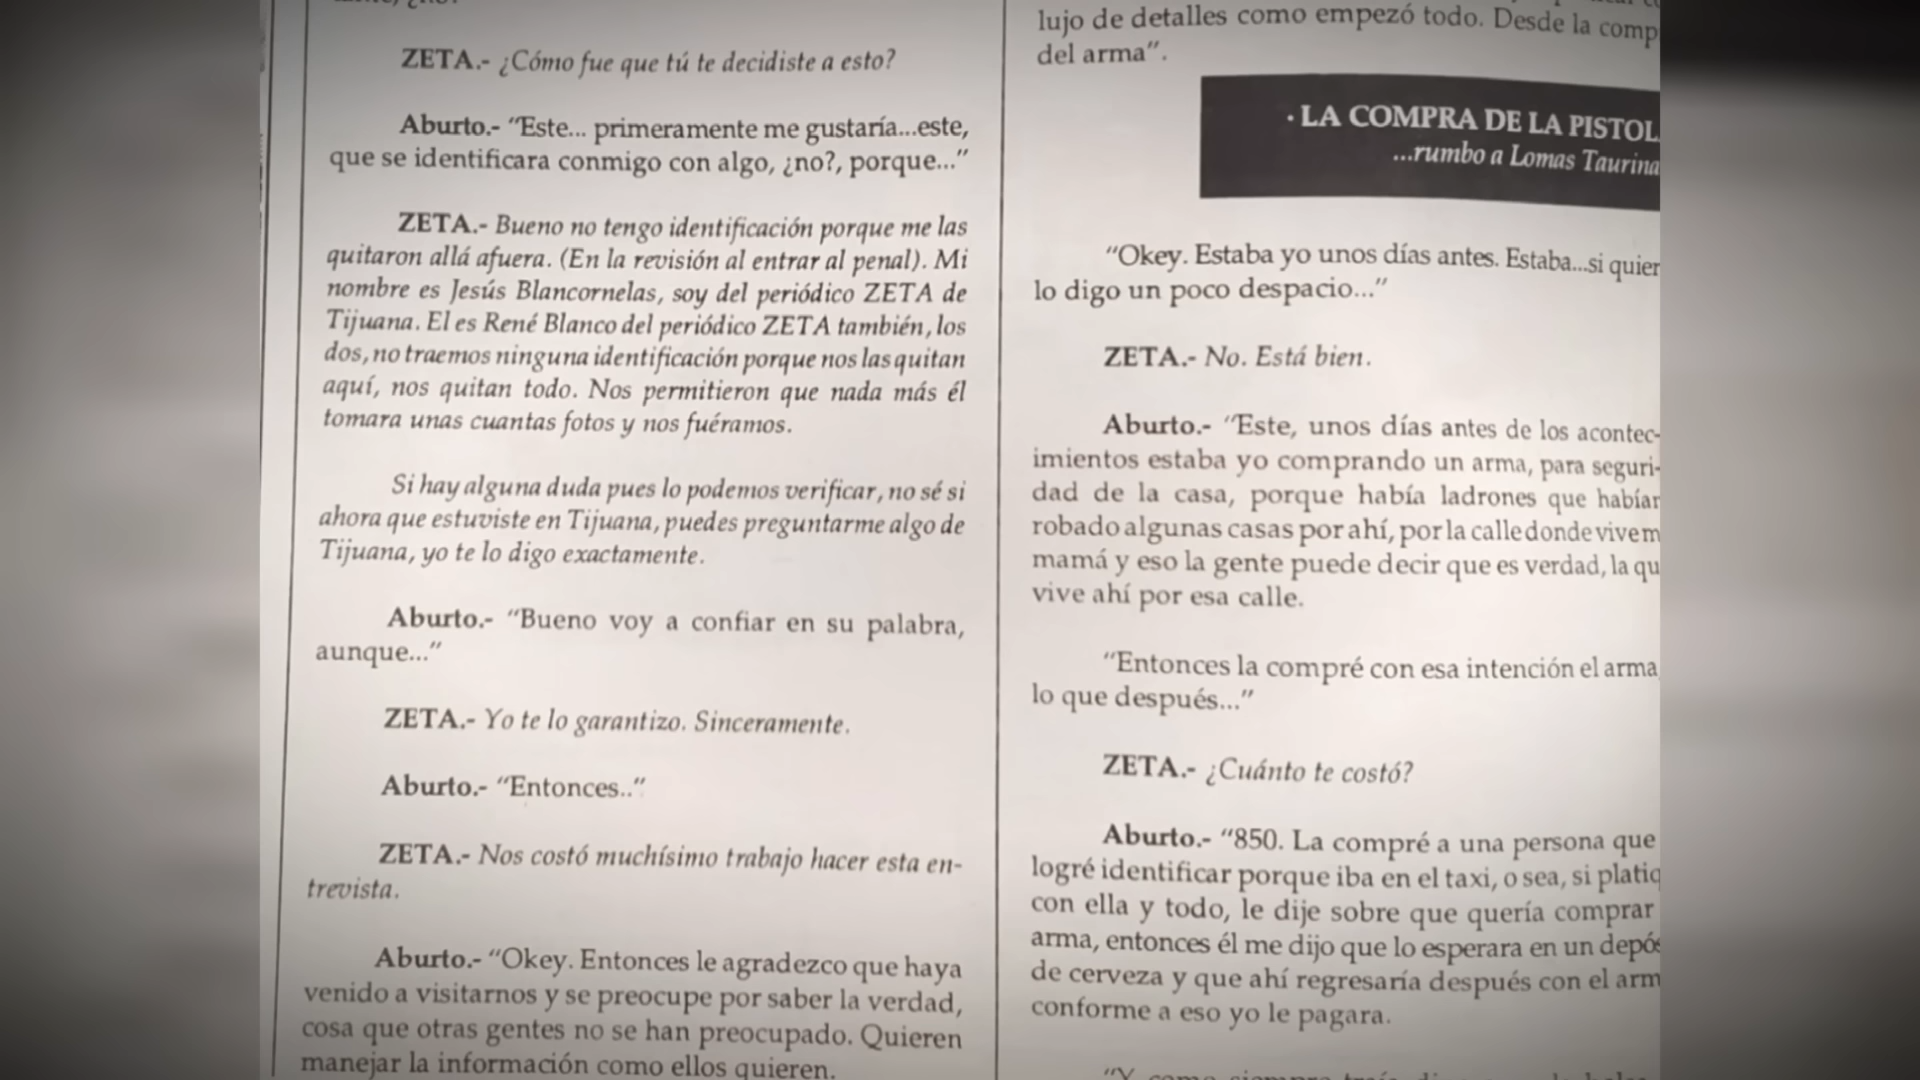 ZETA.- ¿Cómo fue que tú te decidiste a esto?
Aburto.- “Este... primeramente me gustaría...este,
que se identificara conmigo con algo, ¿no?, porque...”
ZETA.- Bueno no tengo identificación porque me las
quitaron allá afuera. (En la revisión al entrar al penal). Mi
nombre es Jesús Blancornelas, soy del periódico ZETA de
Tijuana. El es René Blanco del periódico ZETA también, los
dos, no traemos ninguna identificación porque nos las quitan
aquí, nos quitan todo. Nos permitieron que nada más él
tomara unas cuantas fotos y nos fuéramos.
Si hay alguna duda pues lo podemos verificar, no sé si
ahora que estuviste en Tijuana, puedes preguntarme algo de
Tijuana, yo te lo digo exactamente.
Aburto.- “Bueno voy a confiar en su palabra,
aunque...”
ZETA.- Yo te lo garantizo. Sinceramente.
Aburto.- “Entonces..”
ZETA.- Nos costó muchísimo trabajo hacer esta en-
trevista.
Aburto.- “Okey. Entonces le agradezco que haya
venido a visitarnos y se preocupe por saber la verdad,
cosa que otras gentes no se han preocupado. Quieren
manejar la información como ellos quieren.
lujo de detalles como empezó todo. Desde la comp
del arma”.
· LA COMPRA DE LA PISTOL
...rumbo a Lomas Taurina
“Okey. Estaba yo unos días antes. Estaba...si quier
lo digo un poco despacio...”
ZETA.- No. Está bien.
Aburto.- “Este, unos días antes de los acontec-
imientos estaba yo comprando un arma, para seguri-
dad de la casa, porque había ladrones que habían
robado algunas casas por ahí, por la calle donde vive m
mamá y eso la gente puede decir que es verdad, la qu
vive ahí por esa calle.
“Entonces la compré con esa intención el arma
lo que después...”
ZETA.- ¿Cuánto te costó?
Aburto.- “850. La compré a una persona que
logré identificar porque iba en el taxi, o sea, si platiq
con ella y todo, le dije sobre que quería comprar
arma, entonces él me dijo que lo esperara en un depós
de cerveza y que ahí regresaría después con el arm
conforme a eso yo le pagara.
“Y como siempre